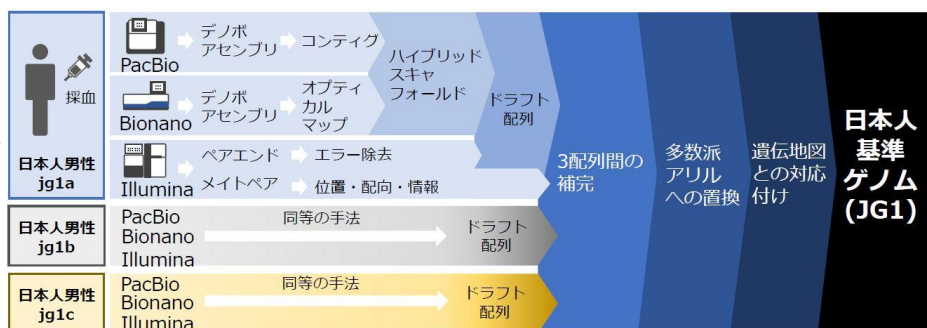 採血
日本人男性
jg1a
PacBio
デノボ
アセンブリ
コンティグ
Bionano
デノボ
アセンブリ
オプティ
カル
マップ
ハイブリッド
スキャ
フォールド
Illumina
ペアエンド
エラー除去
メイトペア
位置・配向・情報
ドラフト
配列
日本人男性
jg1b
PacBio
Bionano
Illumina
同等の手法
ドラフト
配列
日本人男性
jg1c
PacBio
Bionano
Illumina
同等の手法
ドラフト
配列
3配列間の
補完
多数派
アリル
への置換
遺伝地図
との対応
付け
日本人
基準
ゲノム
(JG1)